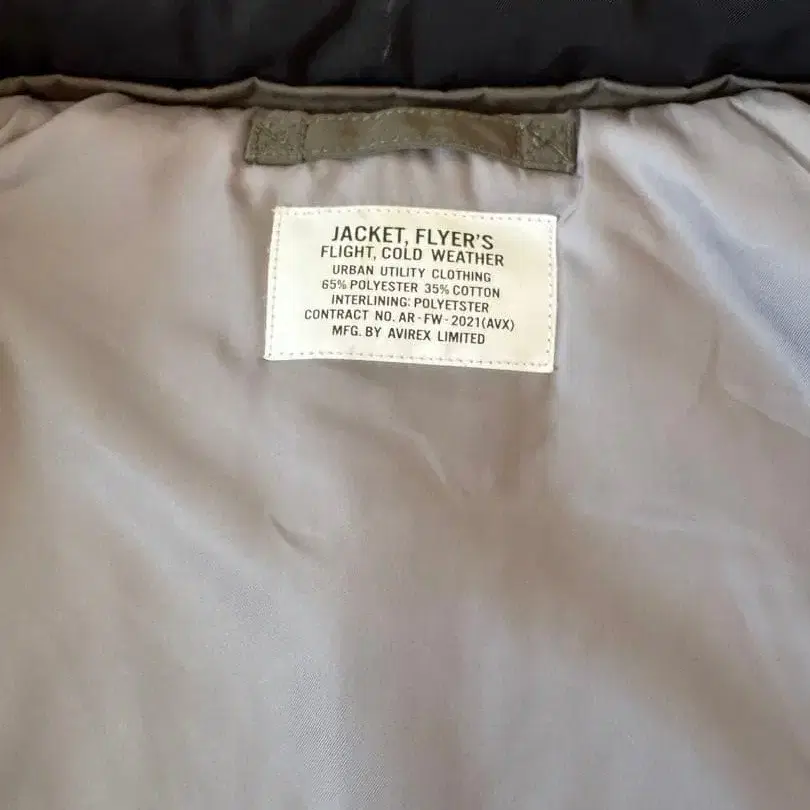 JACKET, FLYER'S
FLIGHT, COLD WEATHER
URBAN UTILITY CLOTHING
65% POLYESTER 35% COTTON
INTERLINING: POLYETSTER
CONTRACT NO. AR-FW-2021(AVX)
MFG. BY AVIREX LIMITED